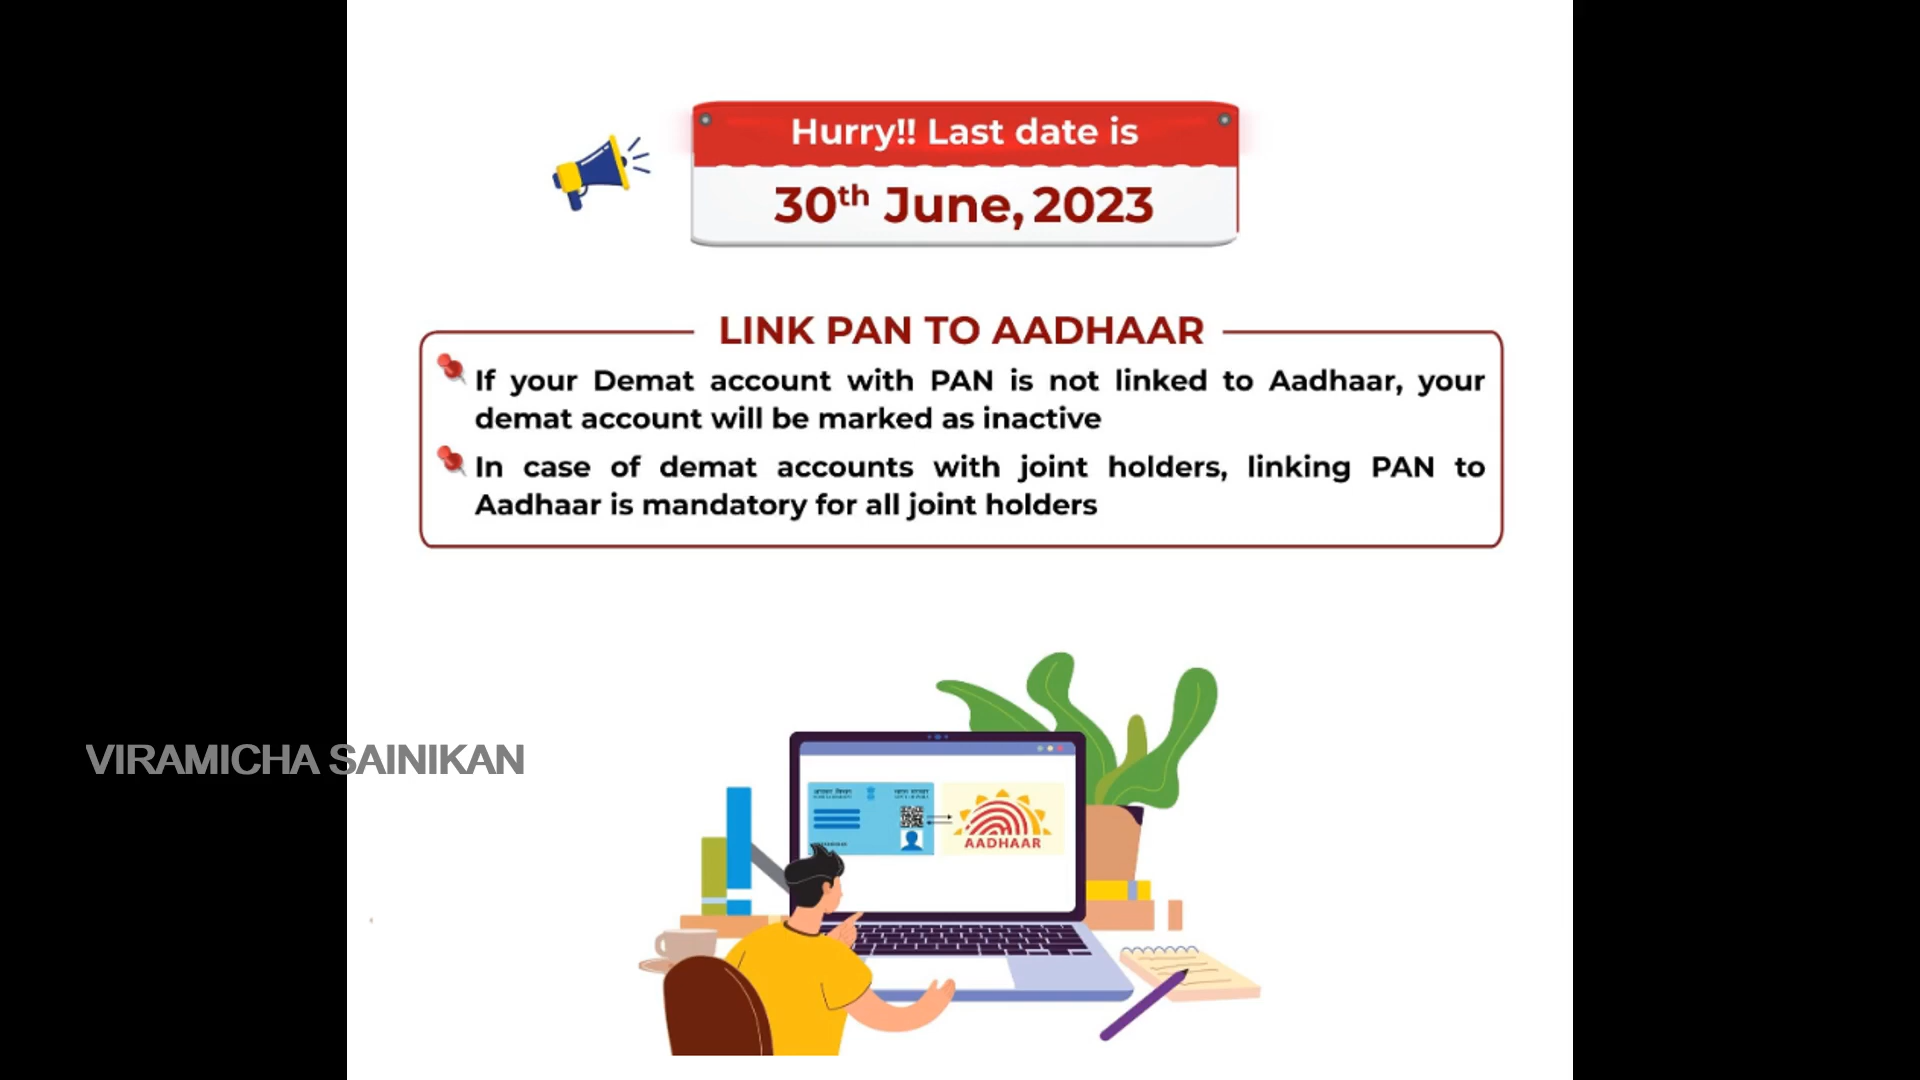 Hurry!! Last date is
30th June, 2023
LINK PAN TO AADHAAR
If your Demat account with PAN is not linked to Aadhaar, your
demat account will be marked as inactive
In case of demat accounts with joint holders, linking PAN to
Aadhaar is mandatory for all joint holders
VIRAMICHA SAINIKAN
AADHAAR